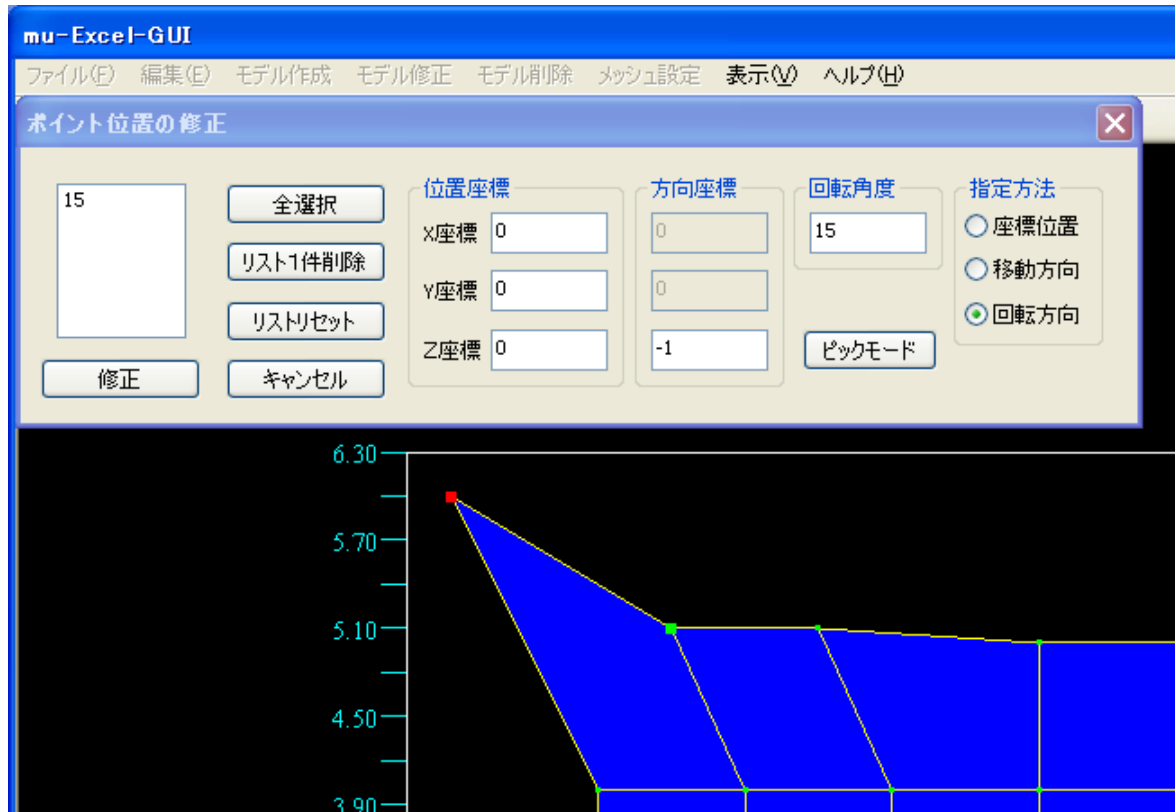 mu-Excel-GUI
ファイル(F) 編集(E) モデル作成 モデル修正 モデル削除 メッシュ設定 表示(V) ヘルプ(H)
ポイント位置の修正
15
修正
全選択
リスト1件削除
リストリセット
キャンセル
位置座標
X座標 0
Y座標 0
Z座標 0
方向座標
0
0
-1
回転角度
15
ピックモード
指定方法
座標位置
移動方向
回転方向
6.30
5.70
5.10
4.50
3.90